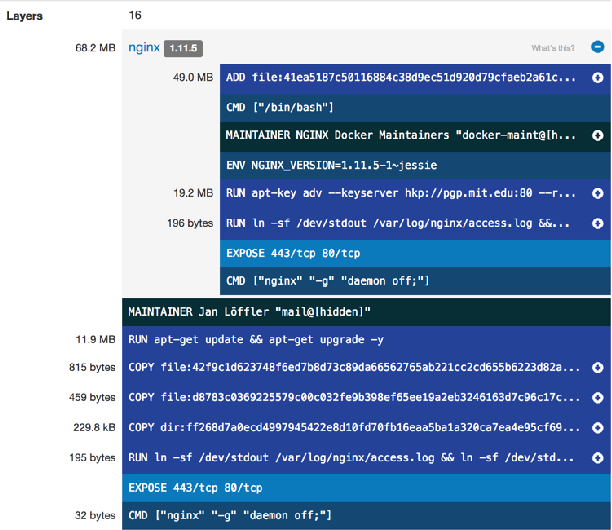 Layers 16
68.2 MB nginx 1.11.5 What's this?
49.0 MB ADD file:41ea5187c50116884c38d9ec51d920d79cfaeb2a61c...
CMD ["/bin/bash"]
MAINTAINER NGINX Docker Maintainers "docker-maint@[h...
ENV NGINX_VERSION=1.11.5-1~jessie
19.2 MB RUN apt-key adv --keyserver hkp://pgp.mit.edu:80 --r...
196 bytes RUN ln -sf /dev/stdout /var/log/nginx/access.log &&...
EXPOSE 443/tcp 80/tcp
CMD ["nginx" "-g" "daemon off;"]
MAINTAINER Jan Löffler "mail@[hidden]"
11.9 MB RUN apt-get update && apt-get upgrade -y
815 bytes COPY file:42f9c1d623748f6ed7b8d73c89da66562765ab221cc2cd655b6223d82a...
459 bytes COPY file:d8783c0369225579c00c032fe9b398ef65ee19a2eb3246163d7c96c17c...
229.8 kB COPY dir:ff268d7a0ecd4997945422e8d10fd70fb16eaa5ba1a320ca7ea4e95cf69...
195 bytes RUN ln -sf /dev/stdout /var/log/nginx/access.log && ln -sf /dev/std...
EXPOSE 443/tcp 80/tcp
32 bytes CMD ["nginx" "-g" "daemon off;"]